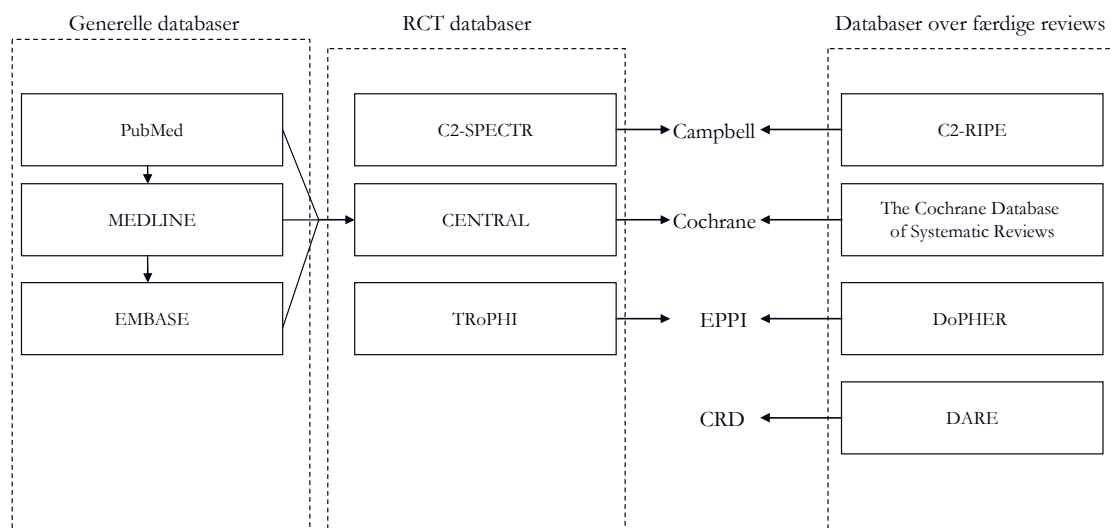 Generelle databaser
RCT databaser
Databaser over færdige reviews
PubMed
C2-SPECTR
Campbell
C2-RIPE
MEDLINE
CENTRAL
Cochrane
The Cochrane Database
of Systematic Reviews
EMBASE
TRoPHI
EPPI
DoPHER
CRD
DARE